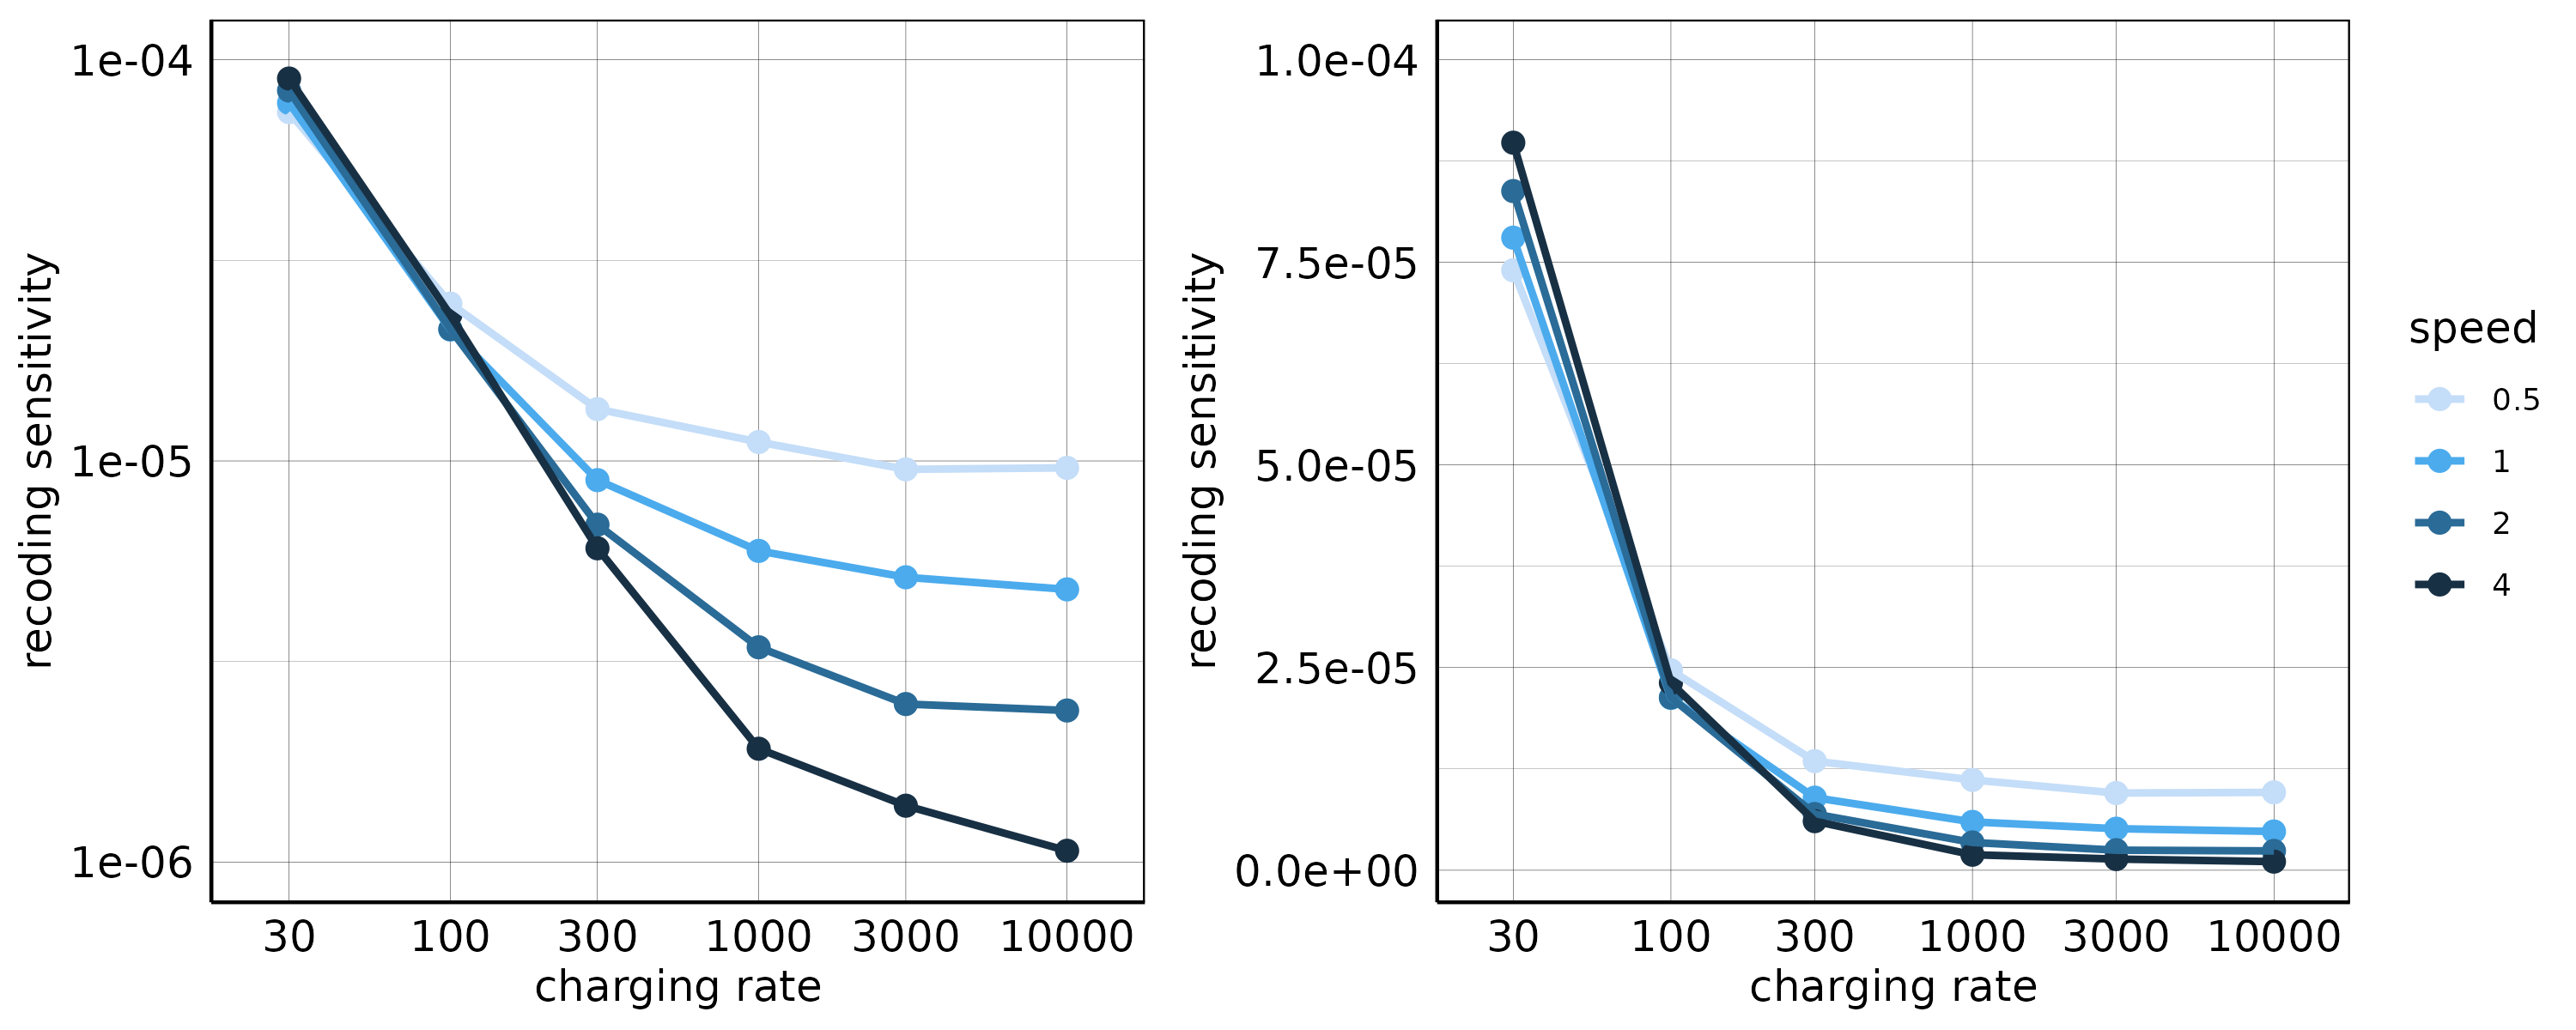 recoding sensitivity
1e-04
1e-05
1e-06
30 100 300 1000 3000 10000
charging rate
recoding sensitivity
1.0e-04
7.5e-05
5.0e-05
2.5e-05
0.0e+00
30 100 300 1000 3000 10000
charging rate
speed
0.5
1
2
4